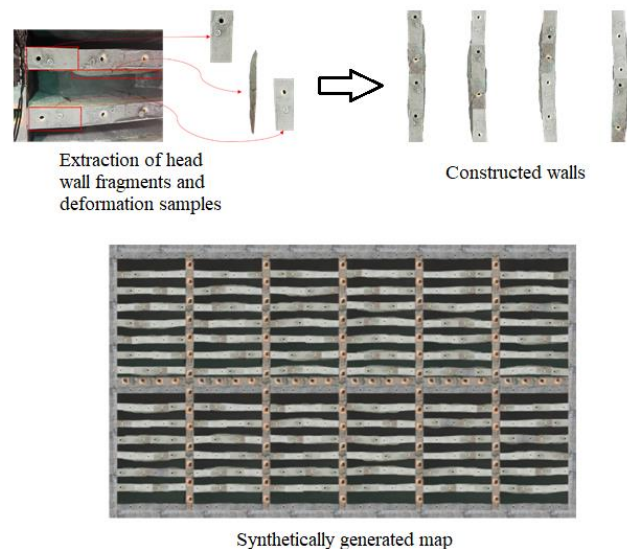 Extraction of head
wall fragments and
deformation samples
Constructed walls
Synthetically generated map